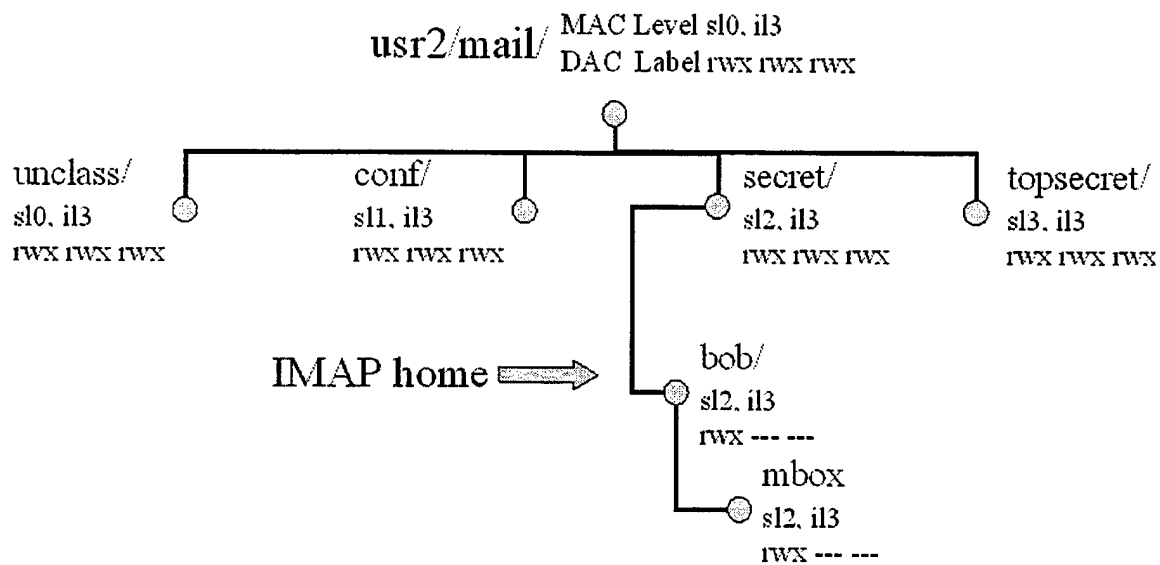 usr2/mail/ MAC Level sl0, il3
DAC Label rwx rwx rwx
unclass/
sl0, il3
rwx rwx rwx
conf/
sl1, il3
rwx rwx rwx
secret/
sl2, il3
rwx rwx rwx
topsecret/
sl3, il3
rwx rwx rwx
IMAP home
bob/
sl2, il3
rwx --- ---
mbox
sl2, il3
rwx --- ---